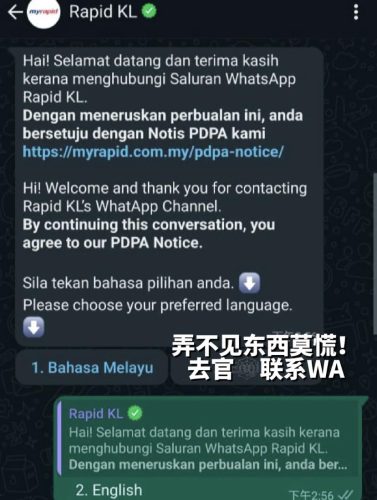 myrapid
Rapid KL
Hai! Selamat datang dan terima kasih
kerana menghubungi Saluran WhatsApp
Rapid KL.
Dengan meneruskan perbualan ini, anda
bersetuju dengan Notis PDPA kami
https://myrapid.com.my/pdpa-notice/
Hi! Welcome and thank you for contacting
Rapid KL's WhatApp Channel.
By continuing this conversation, you
agree to our PDPA Notice.
Sila tekan bahasa pilihan anda. ⬇️
Please choose your preferred language.
⬇️
弄不见东西莫慌!
去官 联系WA
1. Bahasa Melayu
Rapid KL
Hai! Selamat datang dan terima kasih kerana
menghubungi Saluran WhatsApp Rapid KL.
Dengan meneruskan perbualan ini, anda ber...
2. English
下午2:56